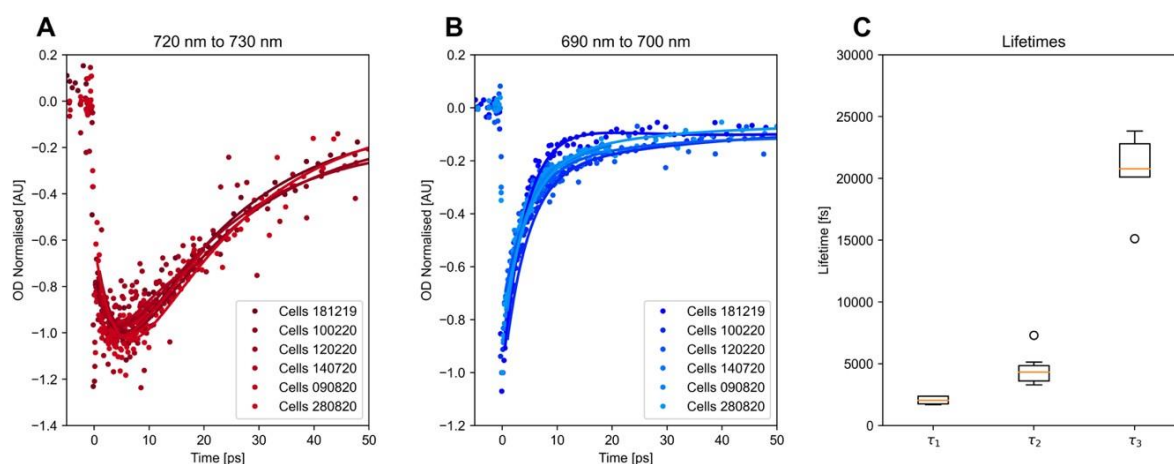 A
720 nm to 730 nm
OD Normalised [AU]
0.2
0.0
−0.2
−0.4
−0.6
−0.8
−1.0
−1.2
−1.4
Cells 181219
Cells 100220
Cells 120220
Cells 140720
Cells 090820
Cells 280820
0
10
20
30
40
50
Time [ps]
B
690 nm to 700 nm
OD Normalised [AU]
0.2
0.0
−0.2
−0.4
−0.6
−0.8
−1.0
−1.2
Cells 181219
Cells 100220
Cells 120220
Cells 140720
Cells 090820
Cells 280820
0
10
20
30
40
50
Time [ps]
C
Lifetimes
Lifetime [fs]
30000
25000
20000
15000
10000
5000
0
τ1
τ2
τ3